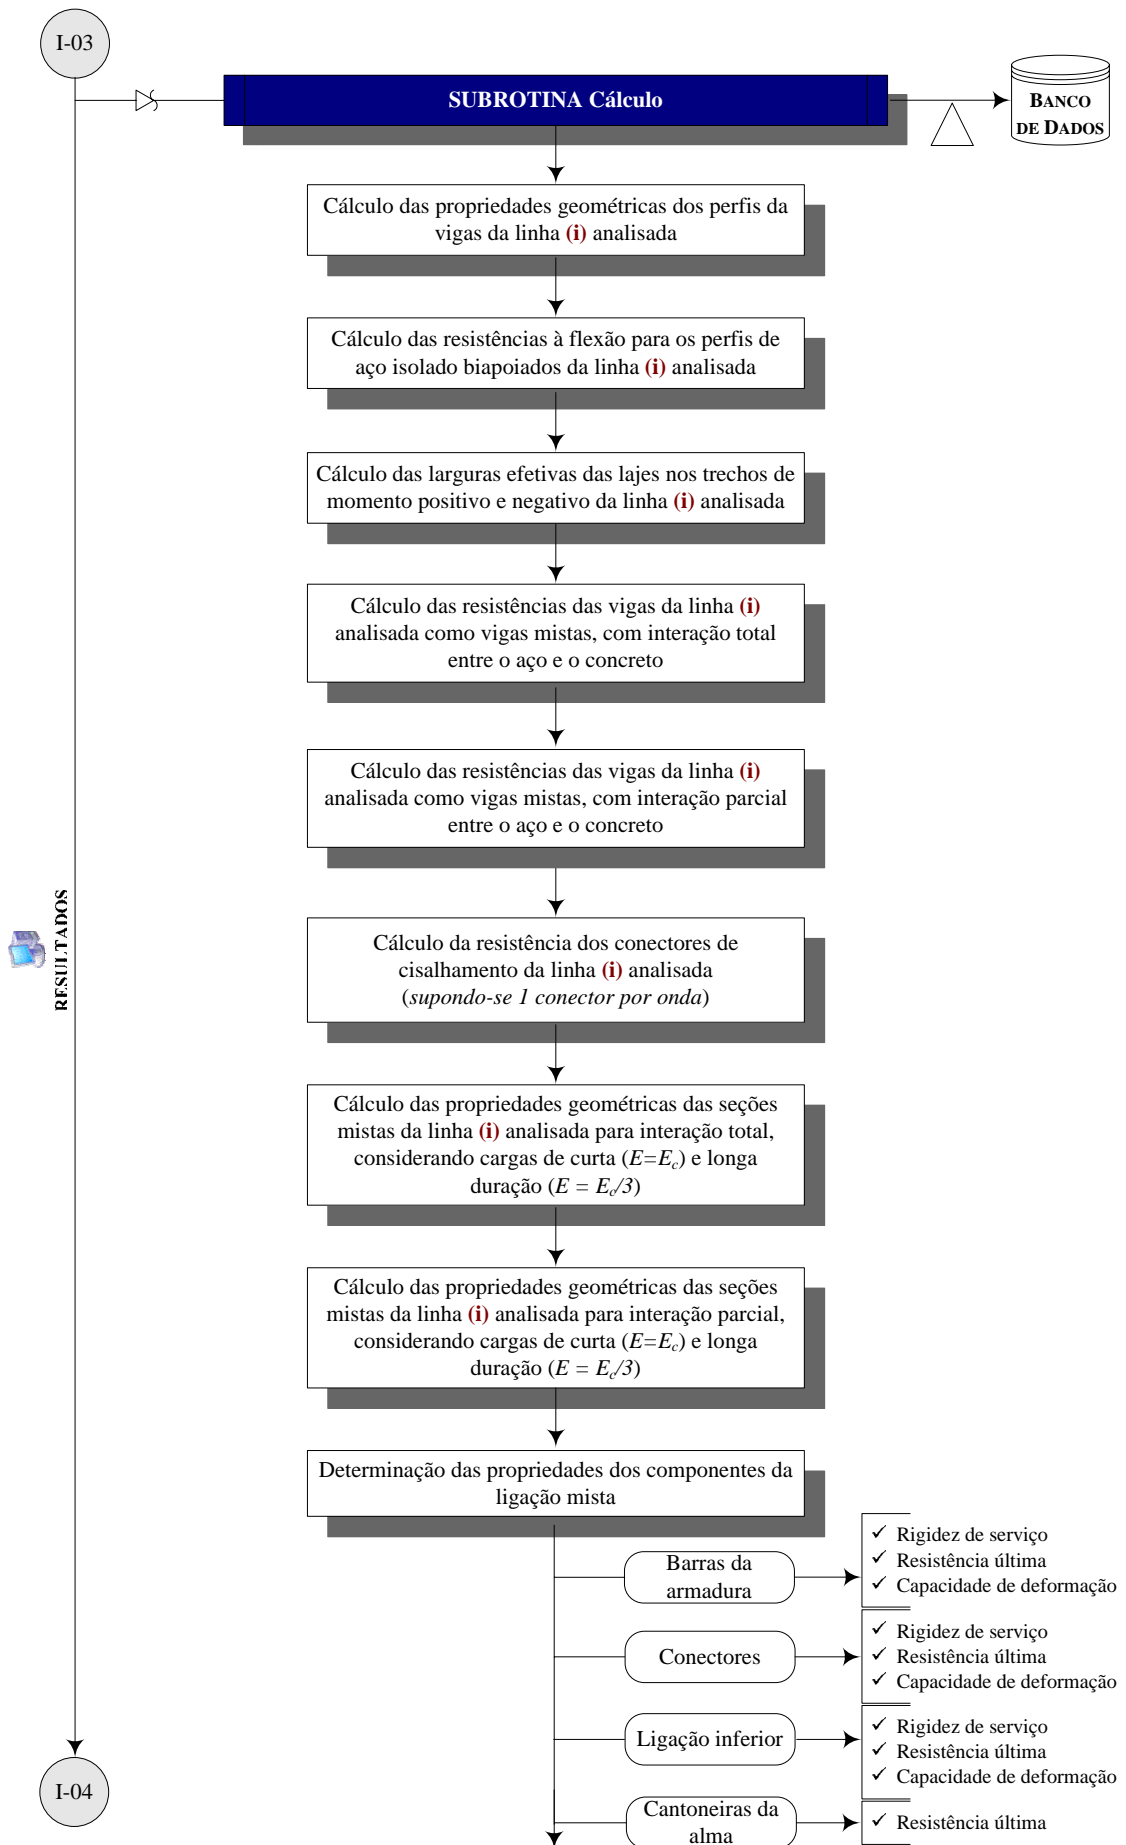 I-03
SUBROTINA Cálculo
BANCO
DE DADOS
Cálculo das propriedades geométricas dos perfis da
vigas da linha (i) analisada
Cálculo das resistências à flexão para os perfis de
aço isolado biapoiados da linha (i) analisada
Cálculo das larguras efetivas das lajes nos trechos de
momento positivo e negativo da linha (i) analisada
Cálculo das resistências das vigas da linha (i)
analisada como vigas mistas, com interação total
entre o aço e o concreto
Cálculo das resistências das vigas da linha (i)
analisada como vigas mistas, com interação parcial
entre o aço e o concreto
RESULTADOS
Cálculo da resistência dos conectores de
cisalhamento da linha (i) analisada
(supondo-se 1 conector por onda)
Cálculo das propriedades geométricas das seções
mistas da linha (i) analisada para interação total,
considerando cargas de curta (E=Ec) e longa
duração (E = Ec/3)
Cálculo das propriedades geométricas das seções
mistas da linha (i) analisada para interação parcial,
considerando cargas de curta (E=Ec) e longa
duração (E = Ec/3)
Determinação das propriedades dos componentes da
ligação mista
Barras da
armadura
✓ Rigidez de serviço
✓ Resistência última
✓ Capacidade de deformação
Conectores
✓ Rigidez de serviço
✓ Resistência última
✓ Capacidade de deformação
Ligação inferior
✓ Rigidez de serviço
✓ Resistência última
✓ Capacidade de deformação
I-04
Cantoneiras da
alma
✓ Resistência última